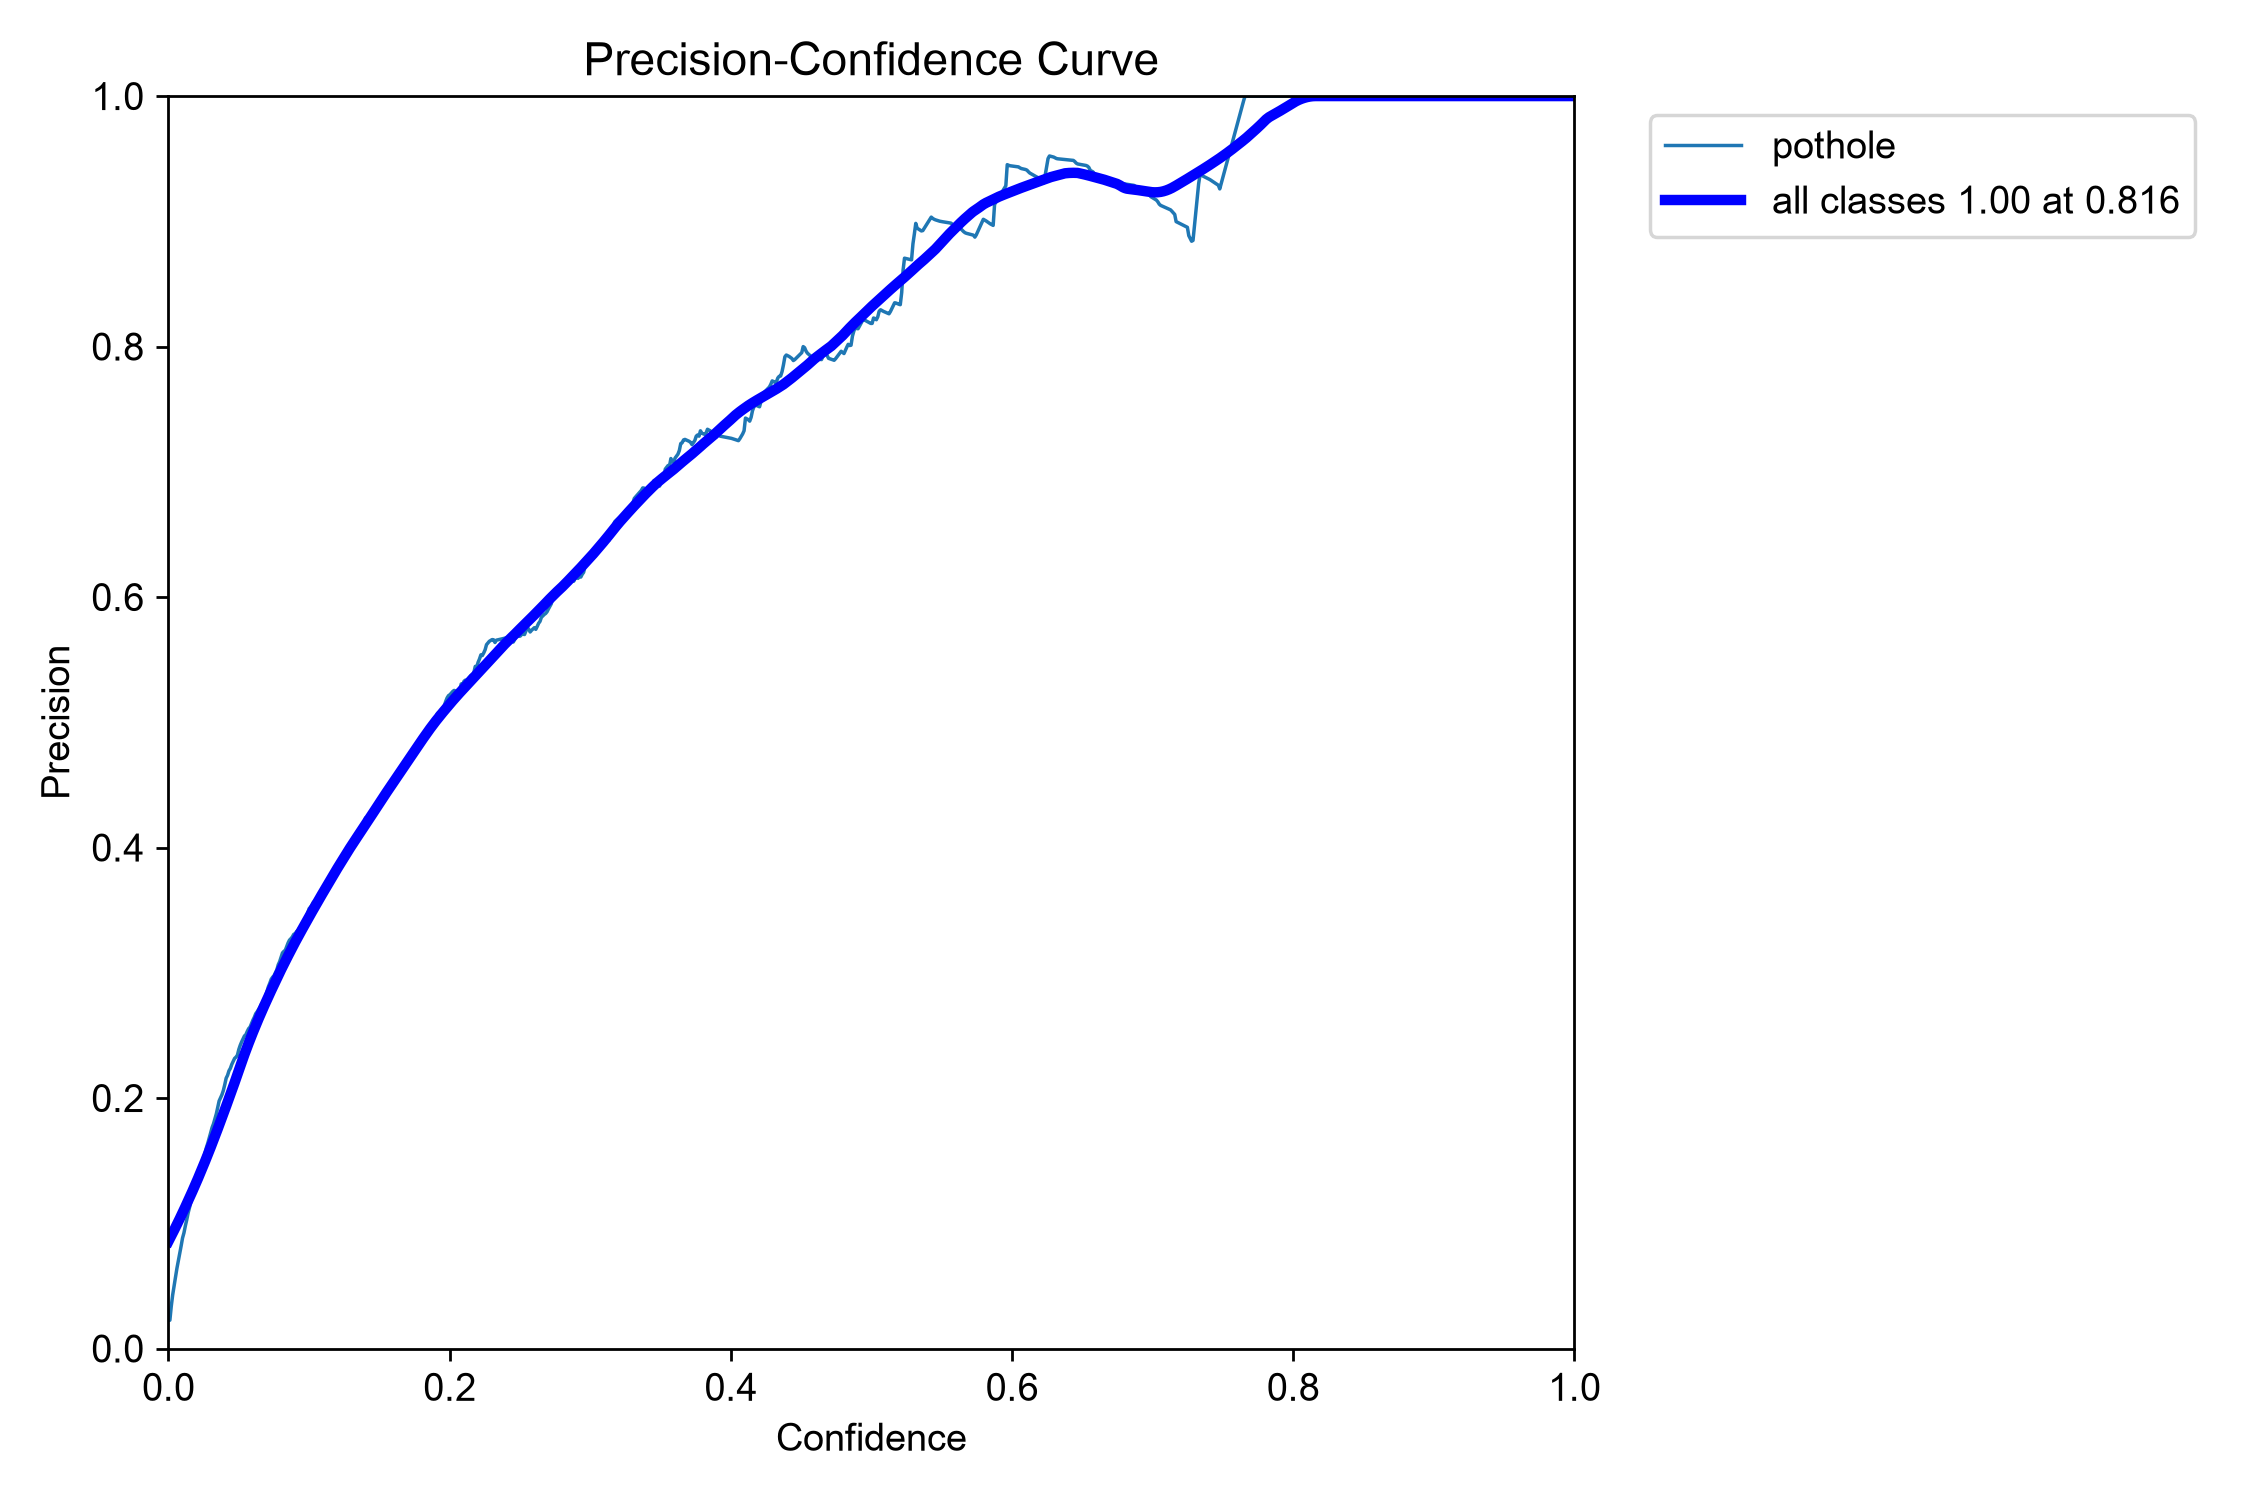 Precision-Confidence Curve
1.0
0.8
0.6
0.4
0.2
0.0
Precision
0.0 0.2 0.4 0.6 0.8 1.0
Confidence
pothole
all classes 1.00 at 0.816